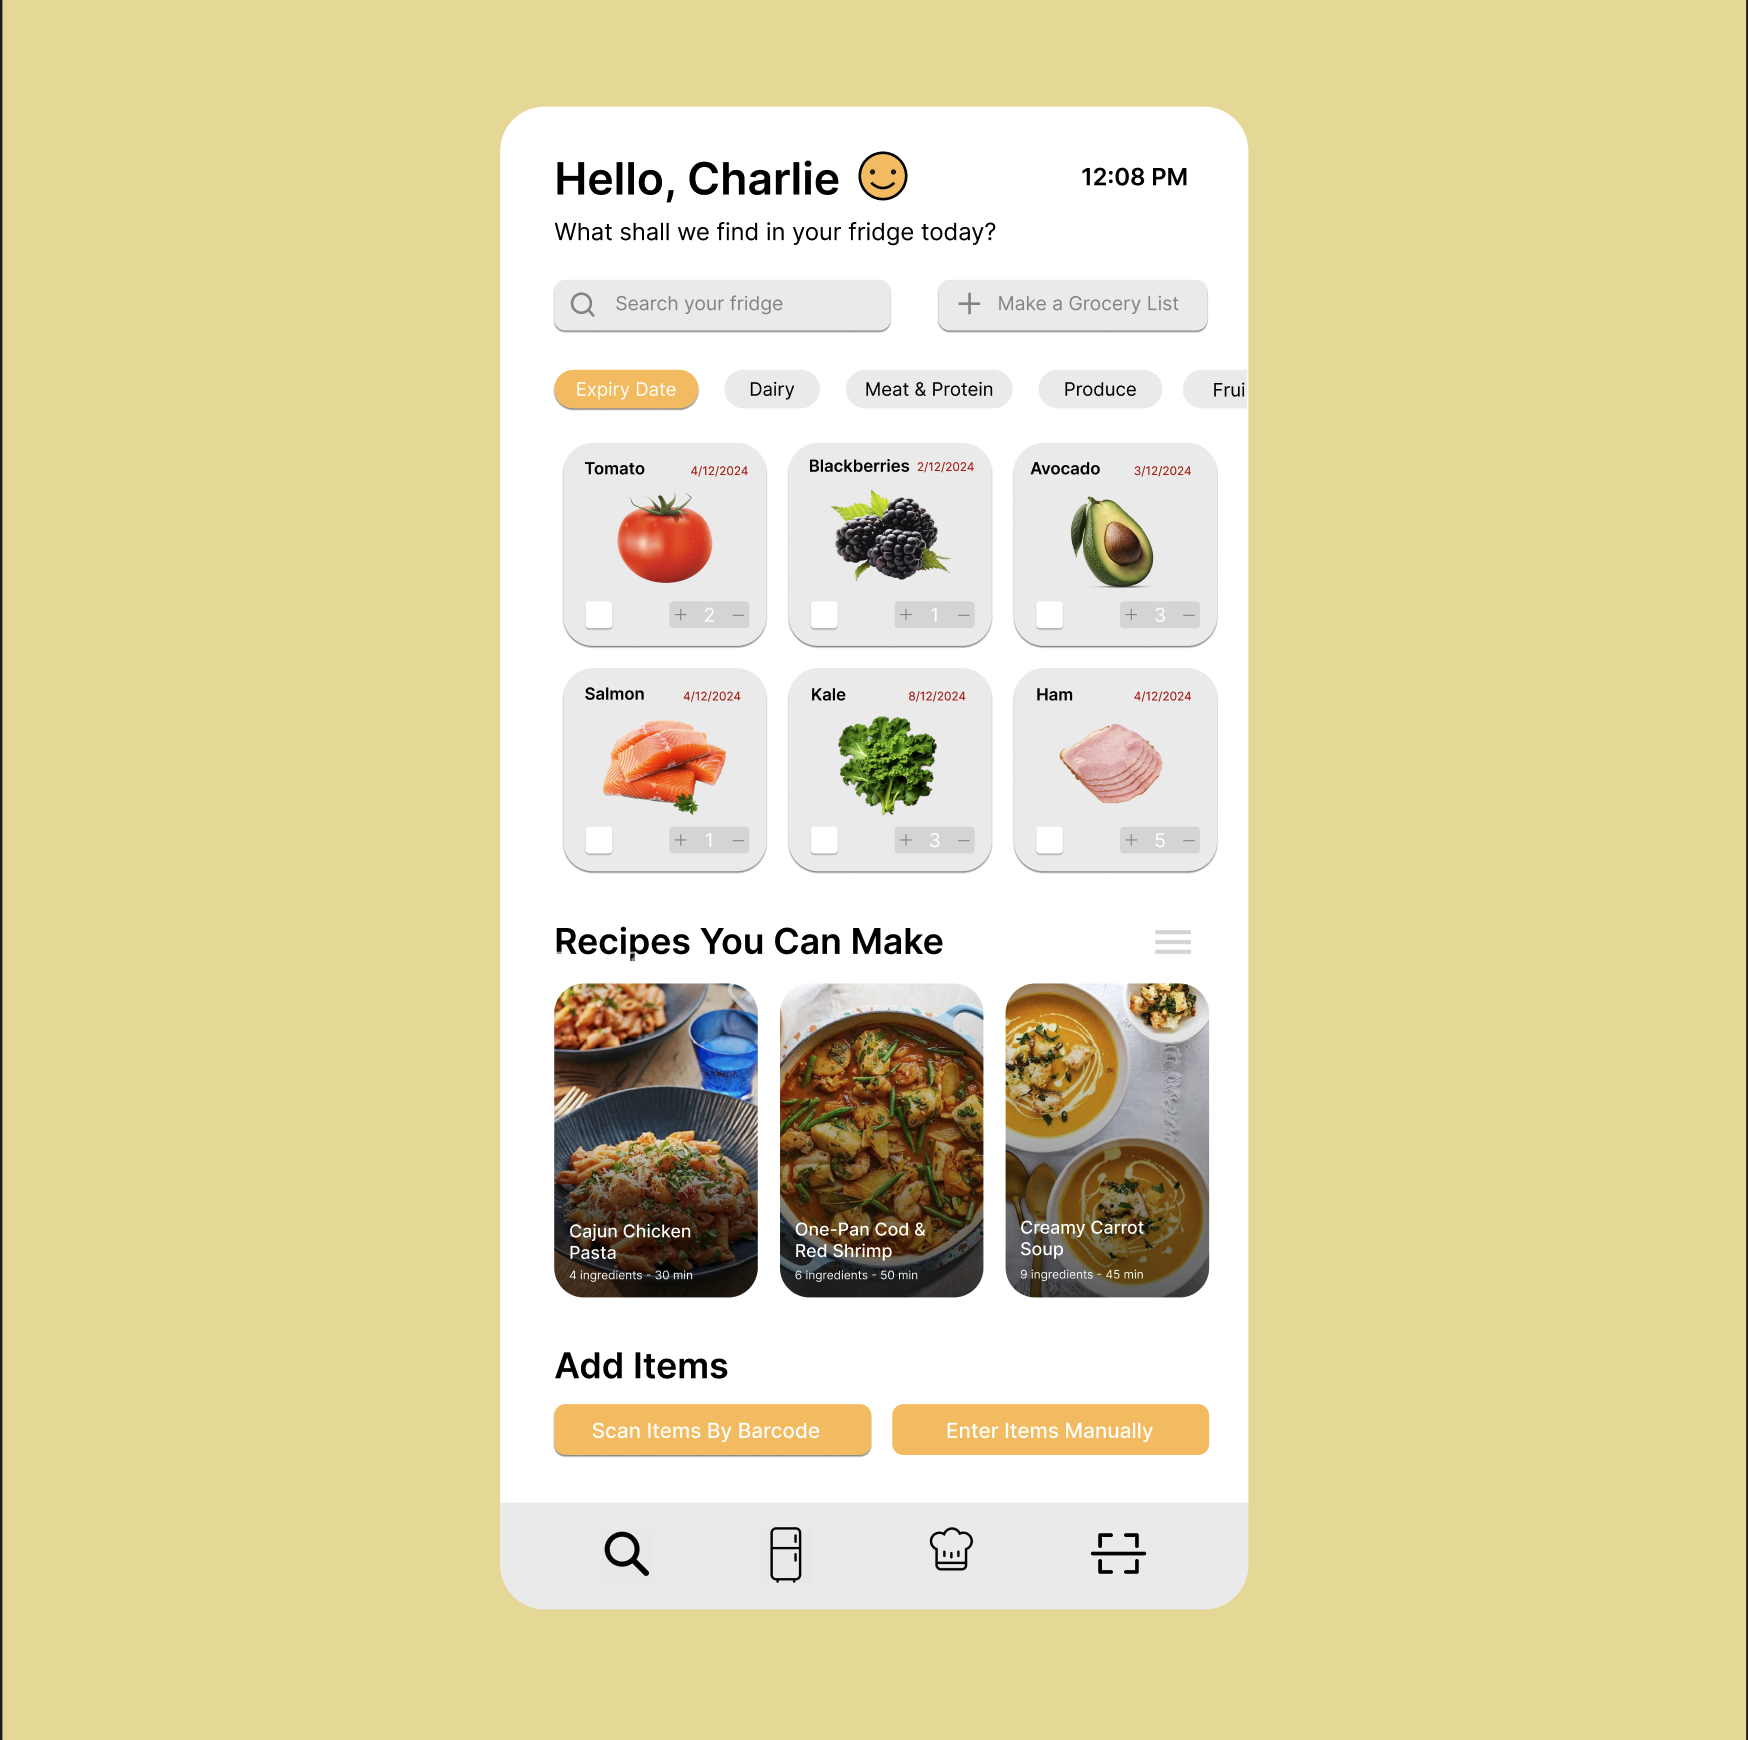 Hello, Charlie
12:08 PM
What shall we find in your fridge today?
Search your fridge
+ Make a Grocery List
Expiry Date
Dairy
Meat & Protein
Produce
Frui
Tomato 4/12/2024
Blackberries 2/12/2024
Avocado 3/12/2024
+ 2 −
+ 1 −
+ 3 −
Salmon 4/12/2024
Kale 8/12/2024
Ham 4/12/2024
+ 1 −
+ 3 −
+ 5 −
Recipes You Can Make
Cajun Chicken
Pasta
4 ingredients - 30 min
One-Pan Cod &
Red Shrimp
6 ingredients - 50 min
Creamy Carrot
Soup
9 ingredients - 45 min
Add Items
Scan Items By Barcode
Enter Items Manually